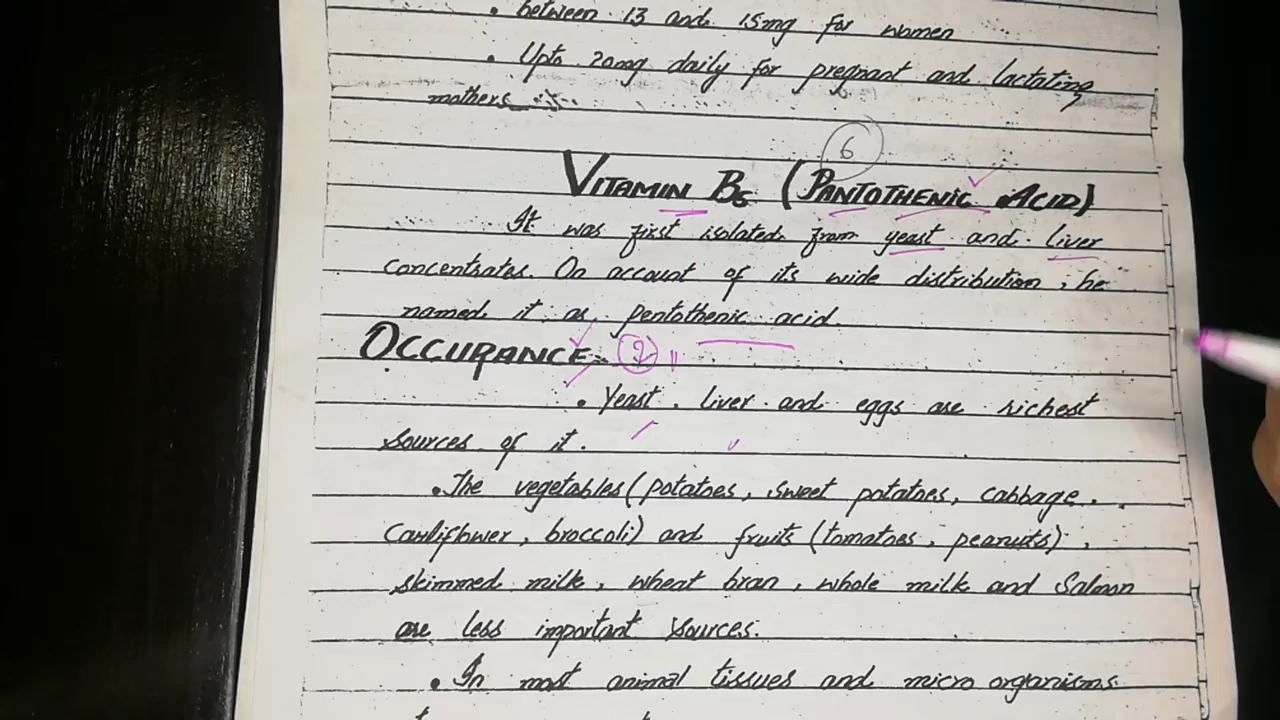 • between 13 and 15mg for women
• Upto 20mg daily for pregnant and lactating
mothers
6
VITAMIN B5 (PANTOTHENIC ACID)
It was first isolated from yeast and liver
concentrates. On account of its wide distribution, he
named it as pentothenic acid.
OCCURANCE 2
• Yeast, liver and eggs are richest
sources of it.
• The vegetables (potatoes, sweet potatoes, cabbage,
cauliflower, broccoli) and fruits (tomatoes, peanuts),
skimmed milk, wheat bran, whole milk and Salmon
are less important sources.
• In most animal tissues and micro organisms